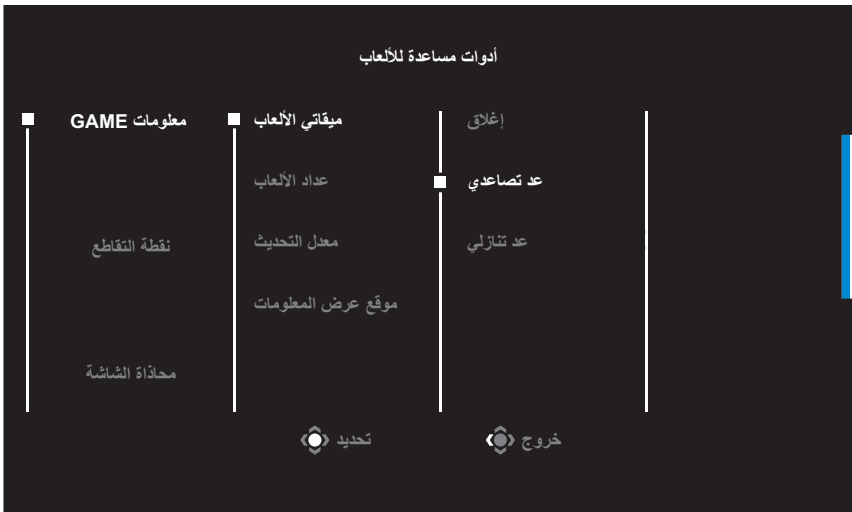 أدوات مساعدة للألعاب
معلومات GAME
نقطة التقاطع
محاذاة الشاشة
ميقاتي الألعاب
عداد الألعاب
معدل التحديث
موقع عرض المعلومات
إغلاق
عد تصاعدي
عد تنازلي
تحديد
خروج